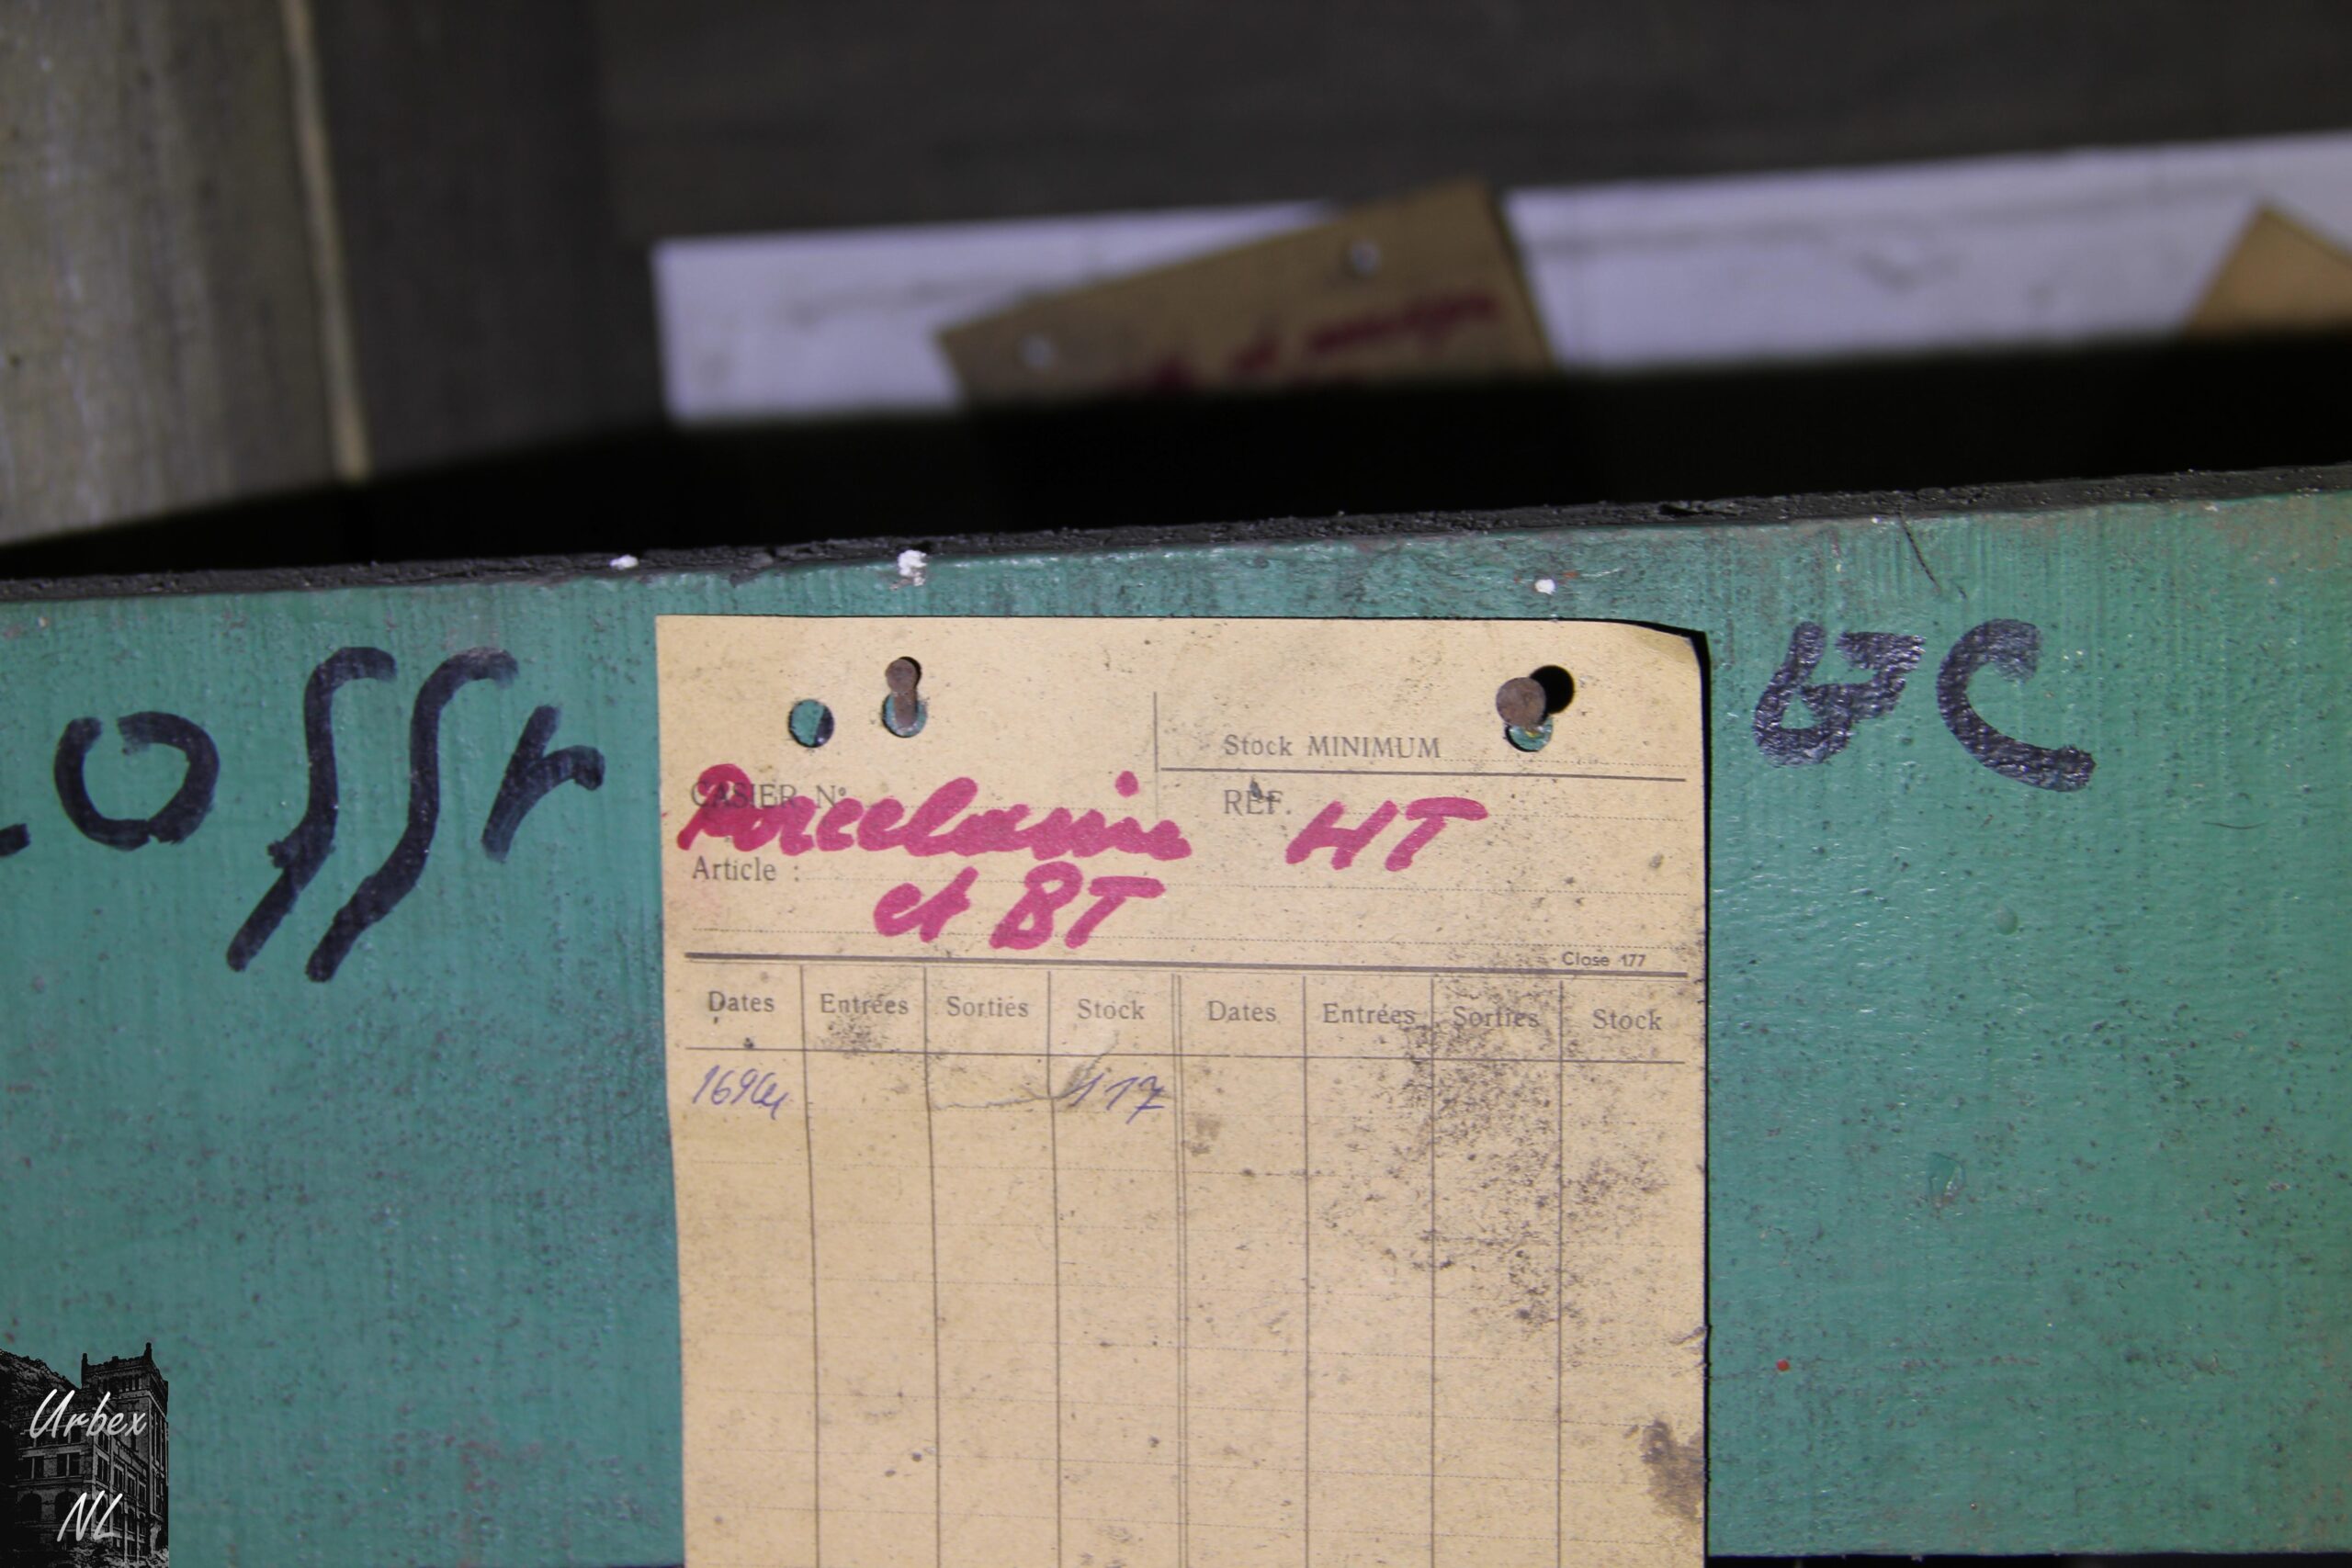 Stock MINIMUM
CASIER N°
REF.
Porcelaine HT
Article :
et BT
Close 177
Dates Entrées Sorties Stock Dates Entrées Sorties Stock
117
Urbex
NL